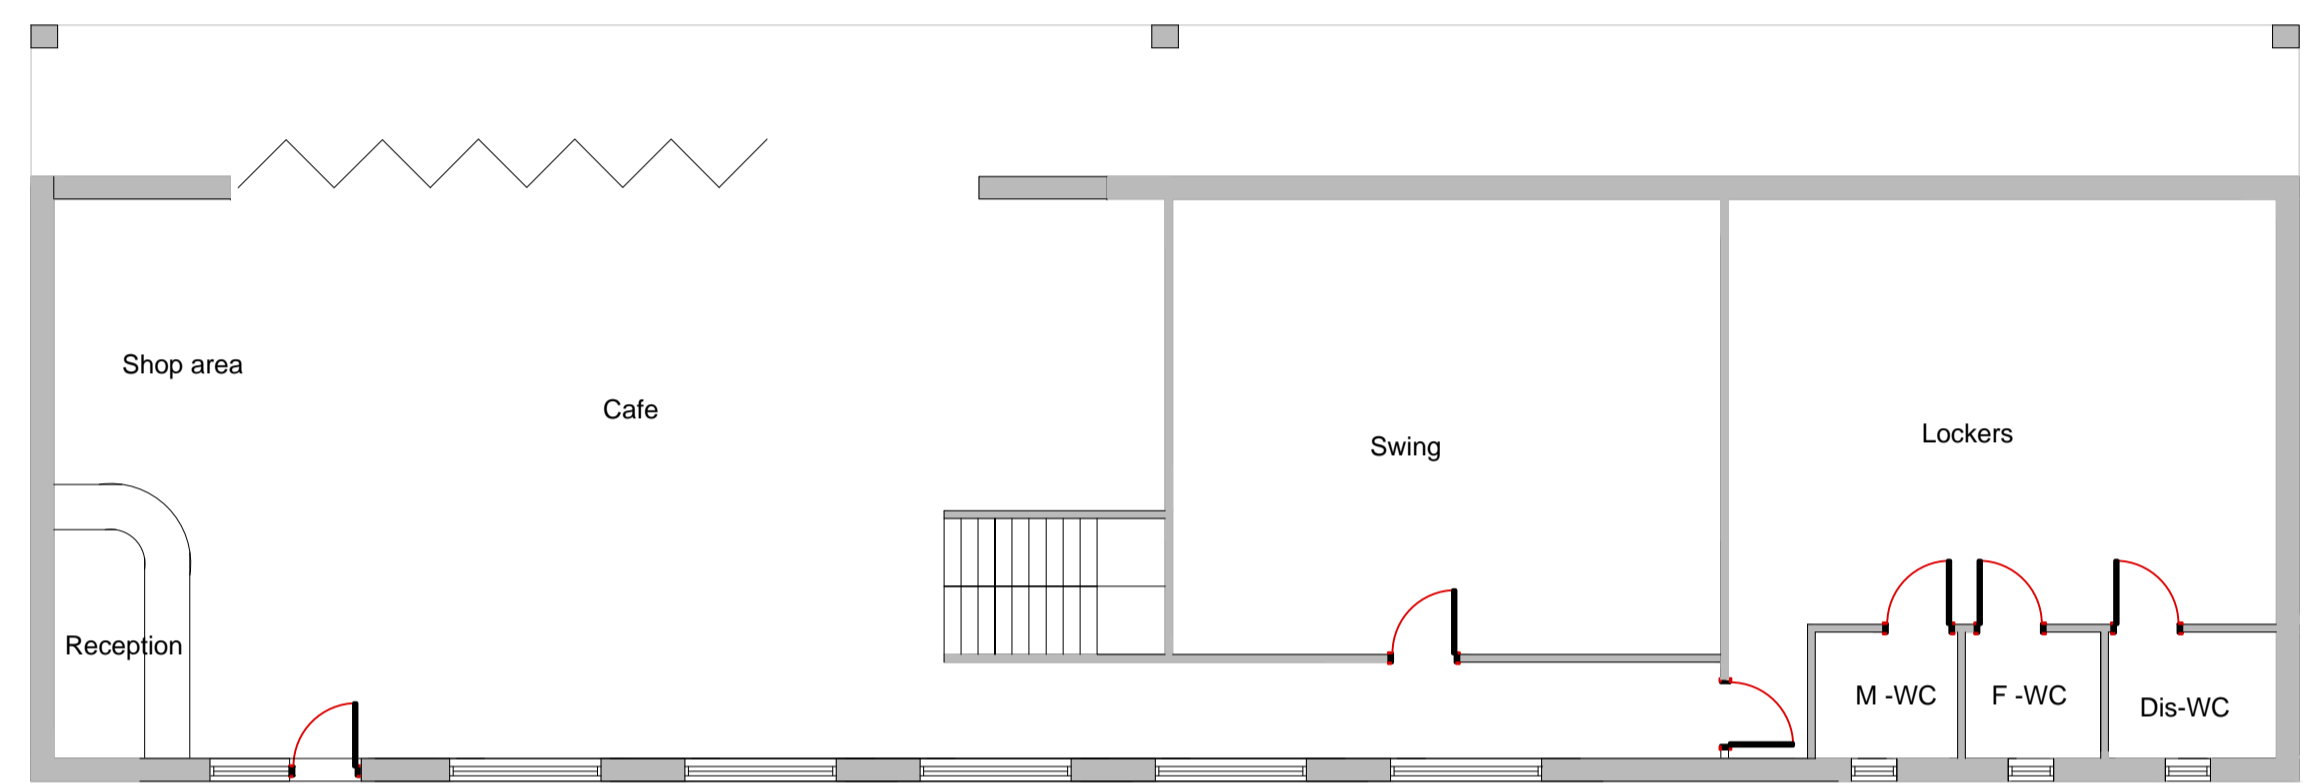 Shop area
Cafe
Swing
Lockers
Reception
M -WC
F -WC
Dis-WC